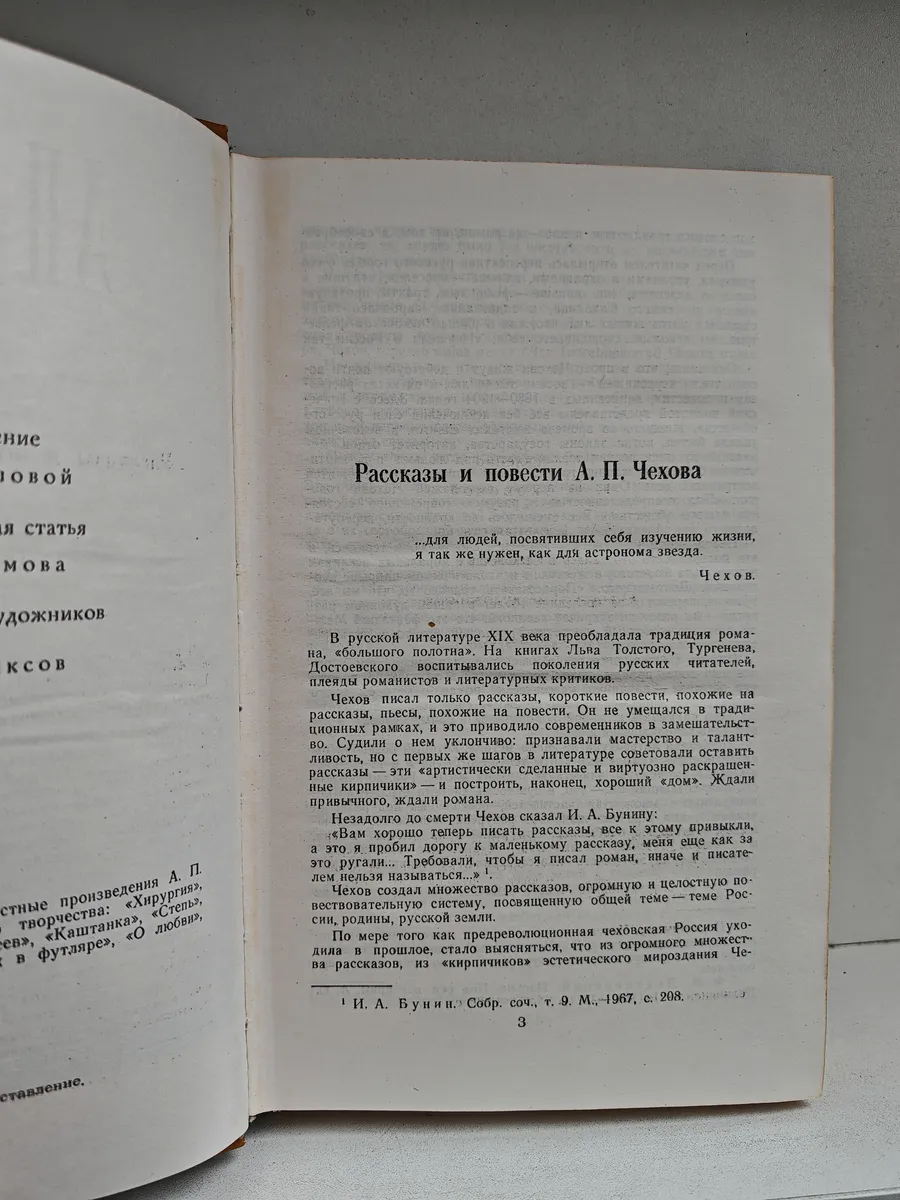 ение
ловой
ая статья
мова
удожников
ксов
стные произведения А. П.
творчества: «Хирургия»,
еев», «Каштанка», «Степь»,
к в футляре», «О любви»,
ставление.
Рассказы и повести А. П. Чехова
...для людей, посвятивших себя изучению жизни,
я так же нужен, как для астронома звезда.
Чехов.
В русской литературе XIX века преобладала традиция рома-
на, «большого полотна». На книгах Льва Толстого, Тургенева,
Достоевского воспитывались поколения русских читателей,
плеяды романистов и литературных критиков.
Чехов писал только рассказы, короткие повести, похожие на
рассказы, пьесы, похожие на повести. Он не умещался в тради-
ционных рамках, и это приводило современников в замешательст-
во. Судили о нем уклончиво: признавали мастерство и талант-
ливость, но с первых же шагов в литературе советовали оставить
рассказы — эти «артистически сделанные и виртуозно раскрашен-
ные кирпичики» — и построить, наконец, хороший «дом». Ждали
привычного, ждали романа.
Незадолго до смерти Чехов сказал И. А. Бунину:
«Вам хорошо теперь писать рассказы, все к этому привыкли,
а это я пробил дорогу к маленькому рассказу, меня еще как за
это ругали... Требовали, чтобы я писал роман, иначе и писате-
лем нельзя называться...» ¹.
Чехов создал множество рассказов, огромную и целостную по-
вествовательную систему, посвященную общей теме — теме Рос-
сии, родины, русской земли.
По мере того как предреволюционная чеховская Россия ухо-
дила в прошлое, стало выясняться, что из огромного множест-
ва рассказов, из «кирпичиков» эстетического мироздания Че-
¹ И. А. Бунин. Собр. соч., т. 9. М., 1967, с. 208.
3